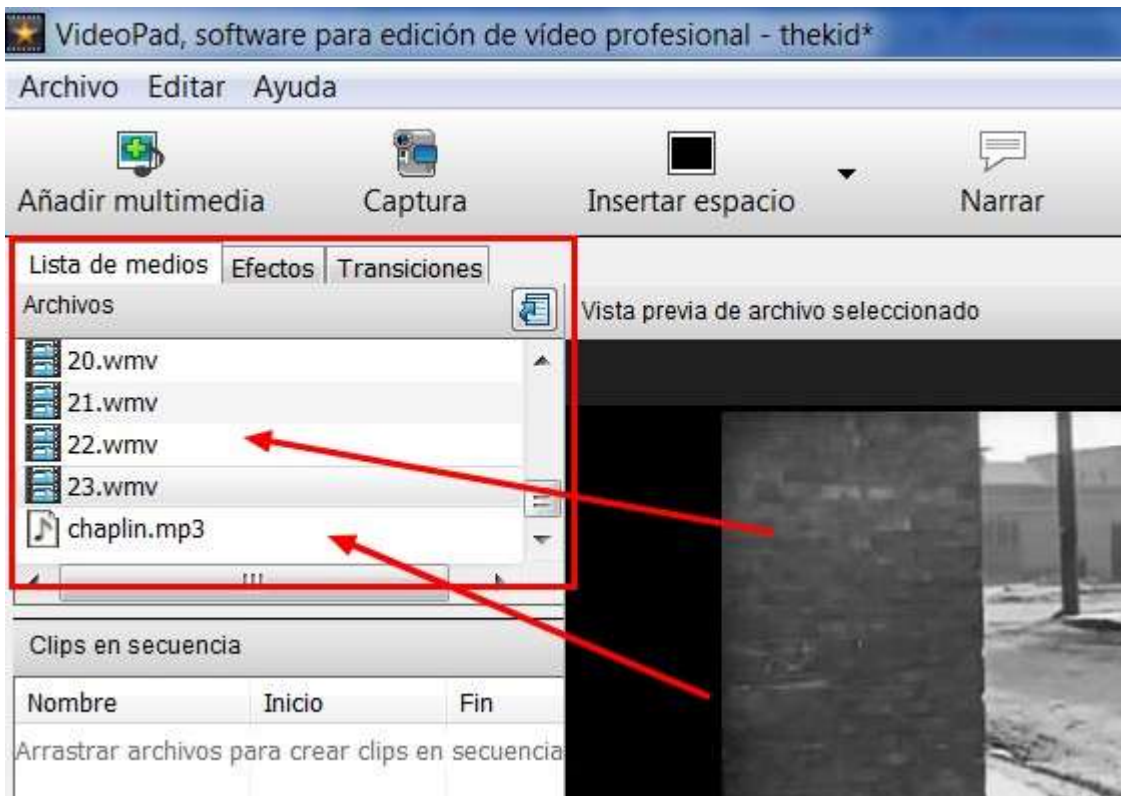 VideoPad, software para edición de vídeo profesional - thekid*
Archivo Editar Ayuda
Añadir multimedia Captura Insertar espacio Narrar
Lista de medios Efectos Transiciones
Archivos
Vista previa de archivo seleccionado
20.wmv
21.wmv
22.wmv
23.wmv
chaplin.mp3
Clips en secuencia
Nombre Inicio Fin
Arrastrar archivos para crear clips en secuencia